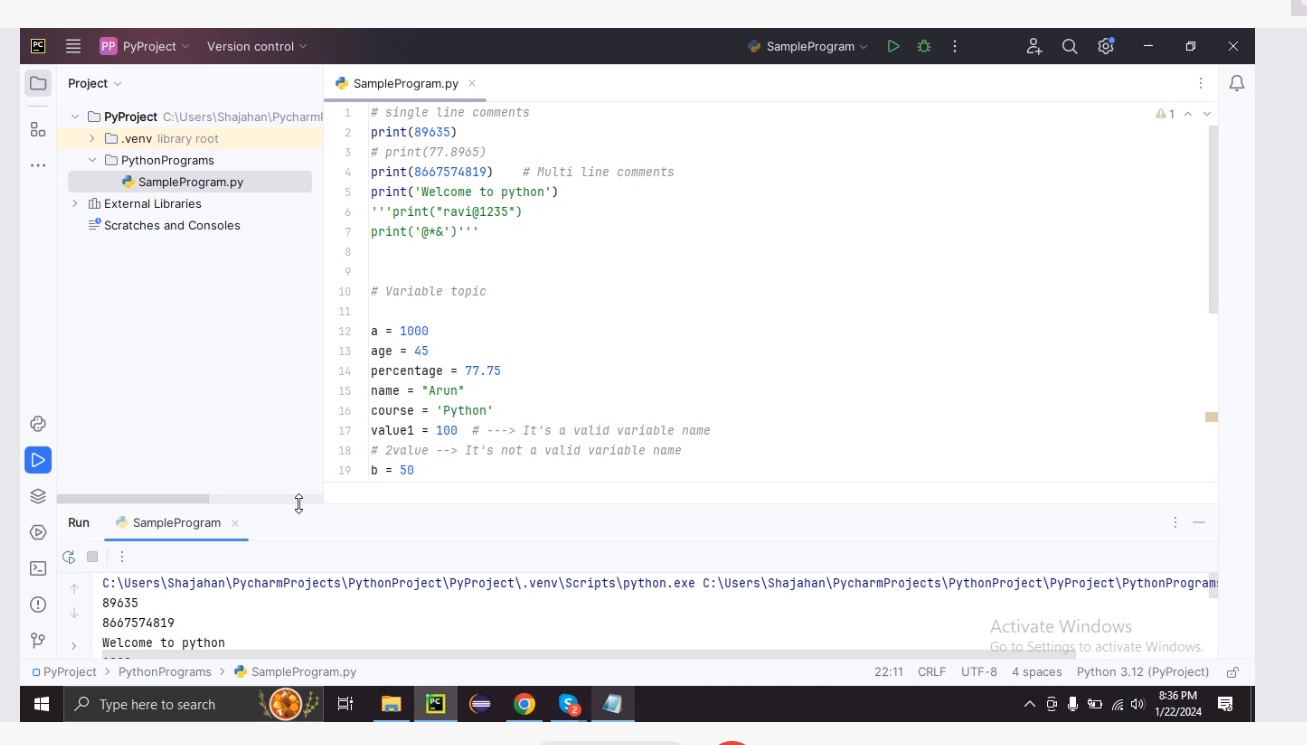 PC PP PyProject Version control SampleProgram
Project
SampleProgram.py
PyProject C:\Users\Shajahan\Pycharm
.venv library root
PythonPrograms
SampleProgram.py
External Libraries
Scratches and Consoles
1 # single line comments
2 print(89635)
3 # print(77.8965)
4 print(8667574819) # Multi line comments
5 print('Welcome to python')
6 '''print("ravi@1235")
7 print('@*&')'''
8
9
10 # Variable topic
11
12 a = 1000
13 age = 45
14 percentage = 77.75
15 name = "Arun"
16 course = 'Python'
17 value1 = 100 # ---> It's a valid variable name
18 # 2value --> It's not a valid variable name
19 b = 50
1
Run SampleProgram
C:\Users\Shajahan\PycharmProjects\PythonProject\PyProject\.venv\Scripts\python.exe C:\Users\Shajahan\PycharmProjects\PythonProject\PyProject\PythonProgram
89635
8667574819
Welcome to python
Activate Windows
Go to Settings to activate Windows.
PyProject > PythonPrograms > SampleProgram.py 22:11 CRLF UTF-8 4 spaces Python 3.12 (PyProject)
Type here to search
PC
2
8:36 PM
1/22/2024